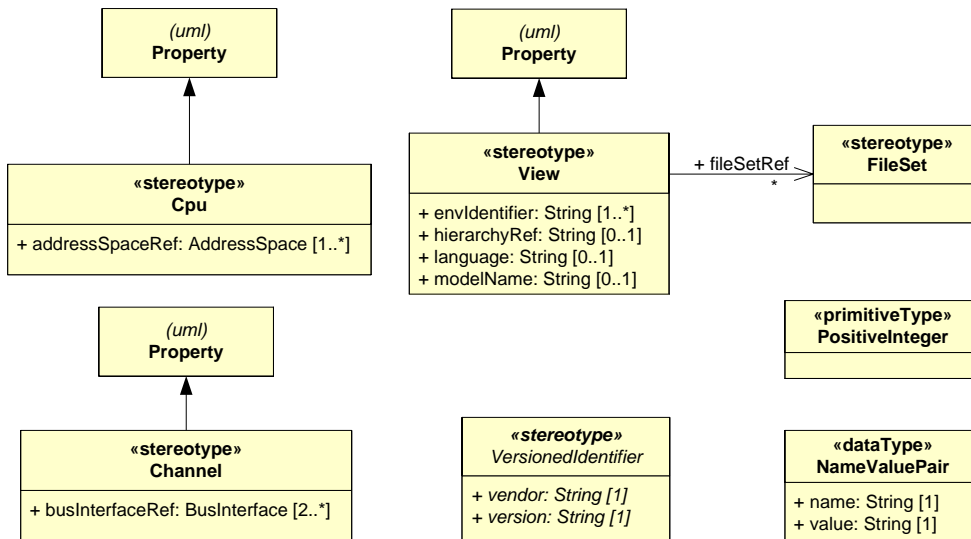 (uml)
Property
(uml)
Property
«stereotype»
Cpu
+ addressSpaceRef: AddressSpace [1..*]
«stereotype»
View
+ envIdentifier: String [1..*]
+ hierarchyRef: String [0..1]
+ language: String [0..1]
+ modelName: String [0..1]
+ fileSetRef
*
«stereotype»
FileSet
(uml)
Property
«primitiveType»
PositiveInteger
«stereotype»
Channel
+ busInterfaceRef: BusInterface [2..*]
«stereotype»
VersionedIdentifier
+ vendor: String [1]
+ version: String [1]
«dataType»
NameValuePair
+ name: String [1]
+ value: String [1]